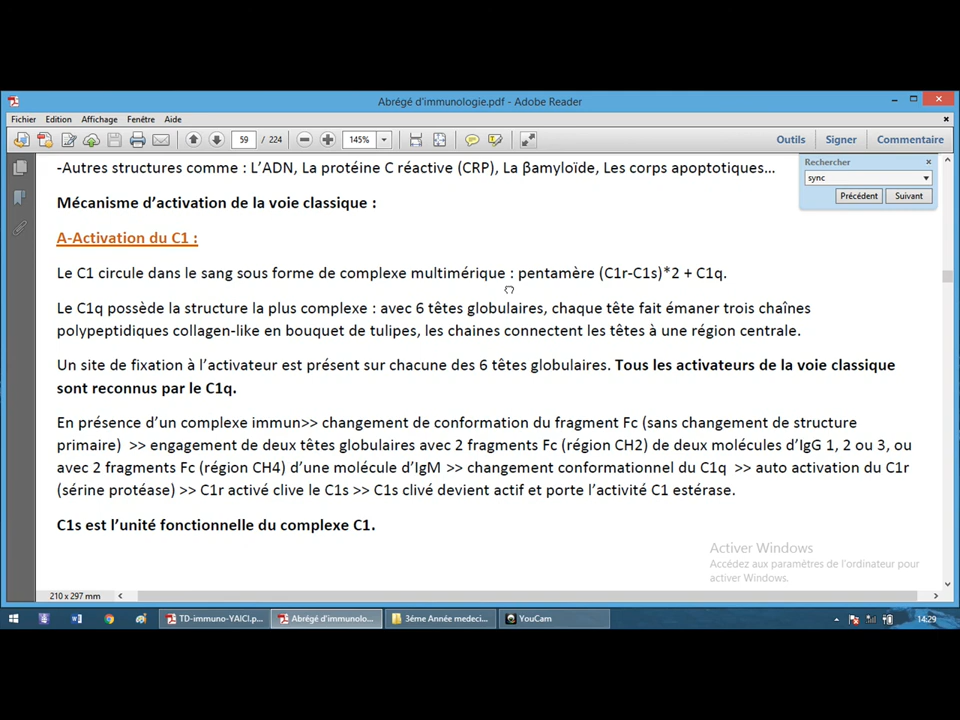 Abrégé d'immunologie.pdf - Adobe Reader
Fichier Edition Affichage Fenêtre Aide
59 / 224 145% Outils Signer Commentaire
Rechercher
sync
Précédent Suivant
-Autres structures comme : L’ADN, La protéine C réactive (CRP), La βamyloïde, Les corps apoptotiques…
Mécanisme d’activation de la voie classique :
A-Activation du C1 :
Le C1 circule dans le sang sous forme de complexe multimérique : pentamère (C1r-C1s)*2 + C1q.
Le C1q possède la structure la plus complexe : avec 6 têtes globulaires, chaque tête fait émaner trois chaînes
polypeptidiques collagen-like en bouquet de tulipes, les chaines connectent les têtes à une région centrale.
Un site de fixation à l’activateur est présent sur chacune des 6 têtes globulaires. Tous les activateurs de la voie classique
sont reconnus par le C1q.
En présence d’un complexe immun>> changement de conformation du fragment Fc (sans changement de structure
primaire) >> engagement de deux têtes globulaires avec 2 fragments Fc (région CH2) de deux molécules d’IgG 1, 2 ou 3, ou
avec 2 fragments Fc (région CH4) d’une molécule d’IgM >> changement conformationnel du C1q >> auto activation du C1r
(sérine protéase) >> C1r activé clive le C1s >> C1s clivé devient actif et porte l’activité C1 estérase.
C1s est l’unité fonctionnelle du complexe C1.
Activer Windows
Accédez aux paramètres de l'ordinateur pour
activer Windows.
210 x 297 mm
TD-immuno-YAICI.p... Abrégé d'immunolo... 3éme Année medeci... YouCam 14:29